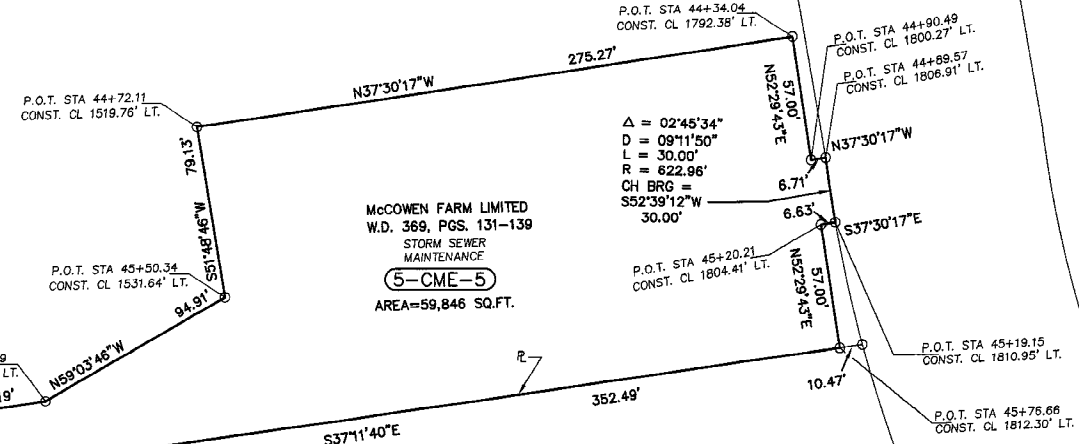 P.O.T. STA 44+34.04
CONST. CL 1792.38' LT.
P.O.T. STA 44+90.49
CONST. CL 1800.27' LT.
P.O.T. STA 44+89.57
CONST. CL 1806.91' LT.
275.27'
N37°30'17"W
P.O.T. STA 44+72.11
CONST. CL 1519.76' LT.
57.00'
N52°29'43"E
79.13'
S51°48'46"W
Δ = 02°45'34"
D = 09°11'50"
L = 30.00'
R = 622.96'
CH BRG =
S52°39'12"W
30.00'
N37°30'17"W
6.71'
6.63'
S37°30'17"E
McCOWEN FARM LIMITED
W.D. 369, PGS. 131-139
STORM SEWER
MAINTENANCE
5-CME-5
AREA=59,846 SQ.FT.
P.O.T. STA 45+20.21
CONST. CL 1804.41' LT.
P.O.T. STA 45+50.34
CONST. CL 1531.64' LT.
57.00'
N52°29'43"E
94.91'
N59°03'46"W
9
LT.
19'
P.O.T. STA 45+19.15
CONST. CL 1810.95' LT.
10.47'
PL
352.49'
S37°11'40"E
P.O.T. STA 45+76.66
CONST. CL 1812.30' LT.